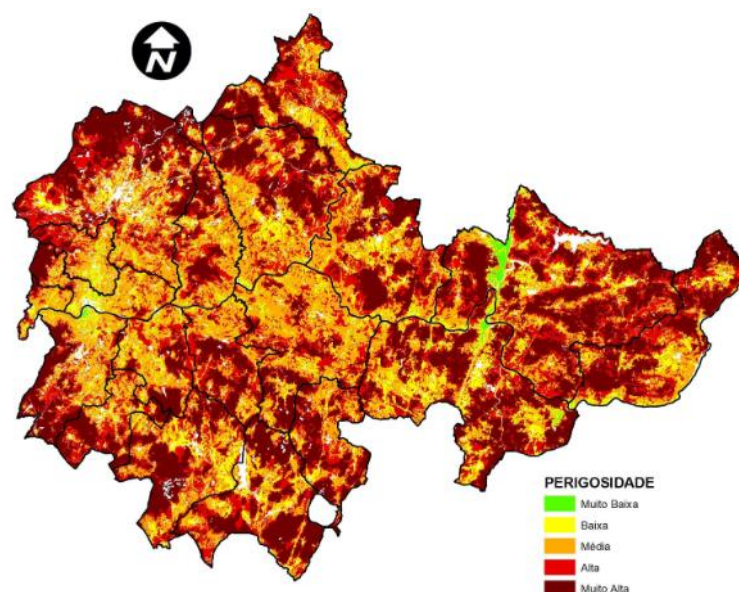 N
PERIGOSIDADE
Muito Baixa
Baixa
Média
Alta
Muito Alta